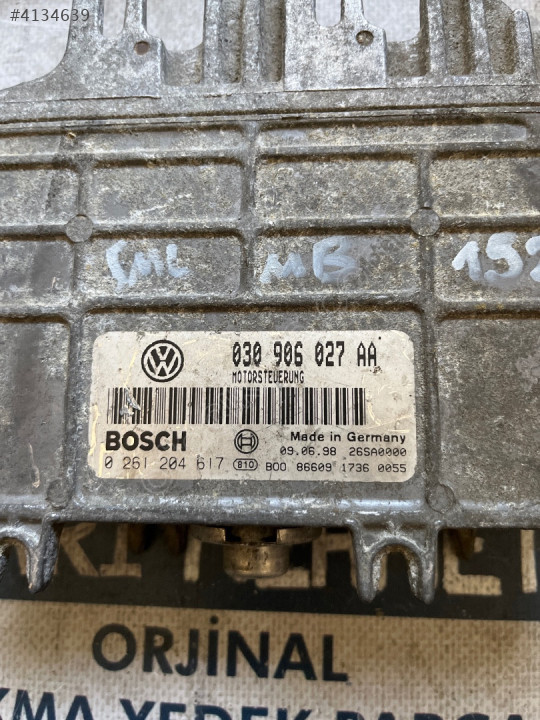 #4134639
MB
030 906 027 AA
MOTORSTEUERUNG
BOSCH
Made in Germany
09.06.98 26SA0000
0 261 204 617 810 B00 86609 1736 0055
ORJİNAL